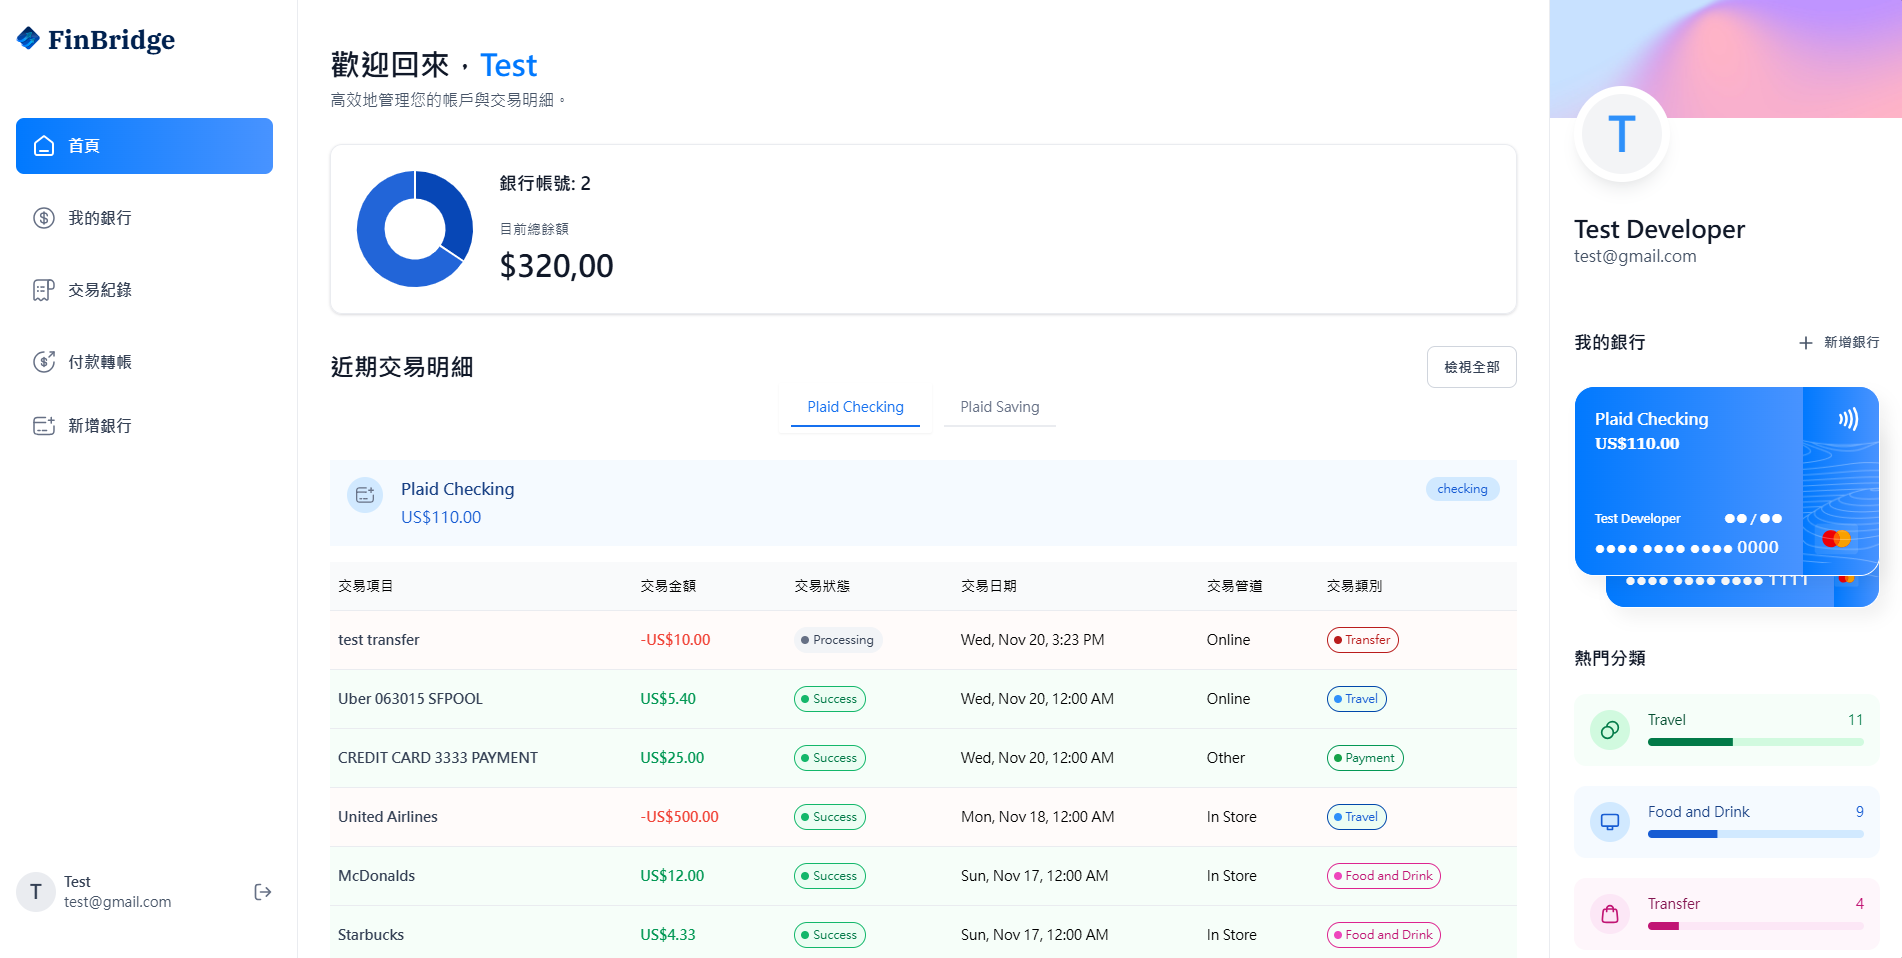 FinBridge
首頁
我的銀行
交易紀錄
付款轉帳
新增銀行
T
Test
test@gmail.com
歡迎回來，Test
高效地管理您的帳戶與交易明細。
銀行帳號: 2
目前總餘額
$320,00
近期交易明細
檢視全部
Plaid Checking Plaid Saving
Plaid Checking
US$110.00
checking
交易項目 交易金額 交易狀態 交易日期 交易管道 交易類別
test transfer -US$10.00 Processing Wed, Nov 20, 3:23 PM Online Transfer
Uber 063015 SFPOOL US$5.40 Success Wed, Nov 20, 12:00 AM Online Travel
CREDIT CARD 3333 PAYMENT US$25.00 Success Wed, Nov 20, 12:00 AM Other Payment
United Airlines -US$500.00 Success Mon, Nov 18, 12:00 AM In Store Travel
McDonalds US$12.00 Success Sun, Nov 17, 12:00 AM In Store Food and Drink
Starbucks US$4.33 Success Sun, Nov 17, 12:00 AM In Store Food and Drink
T
Test Developer
test@gmail.com
我的銀行
新增銀行
Plaid Checking
US$110.00
Test Developer ●●/●●
●●●● ●●●● ●●●● 0000
●●●● ●●●● ●●●● 1111
熱門分類
Travel 11
Food and Drink 9
Transfer 4